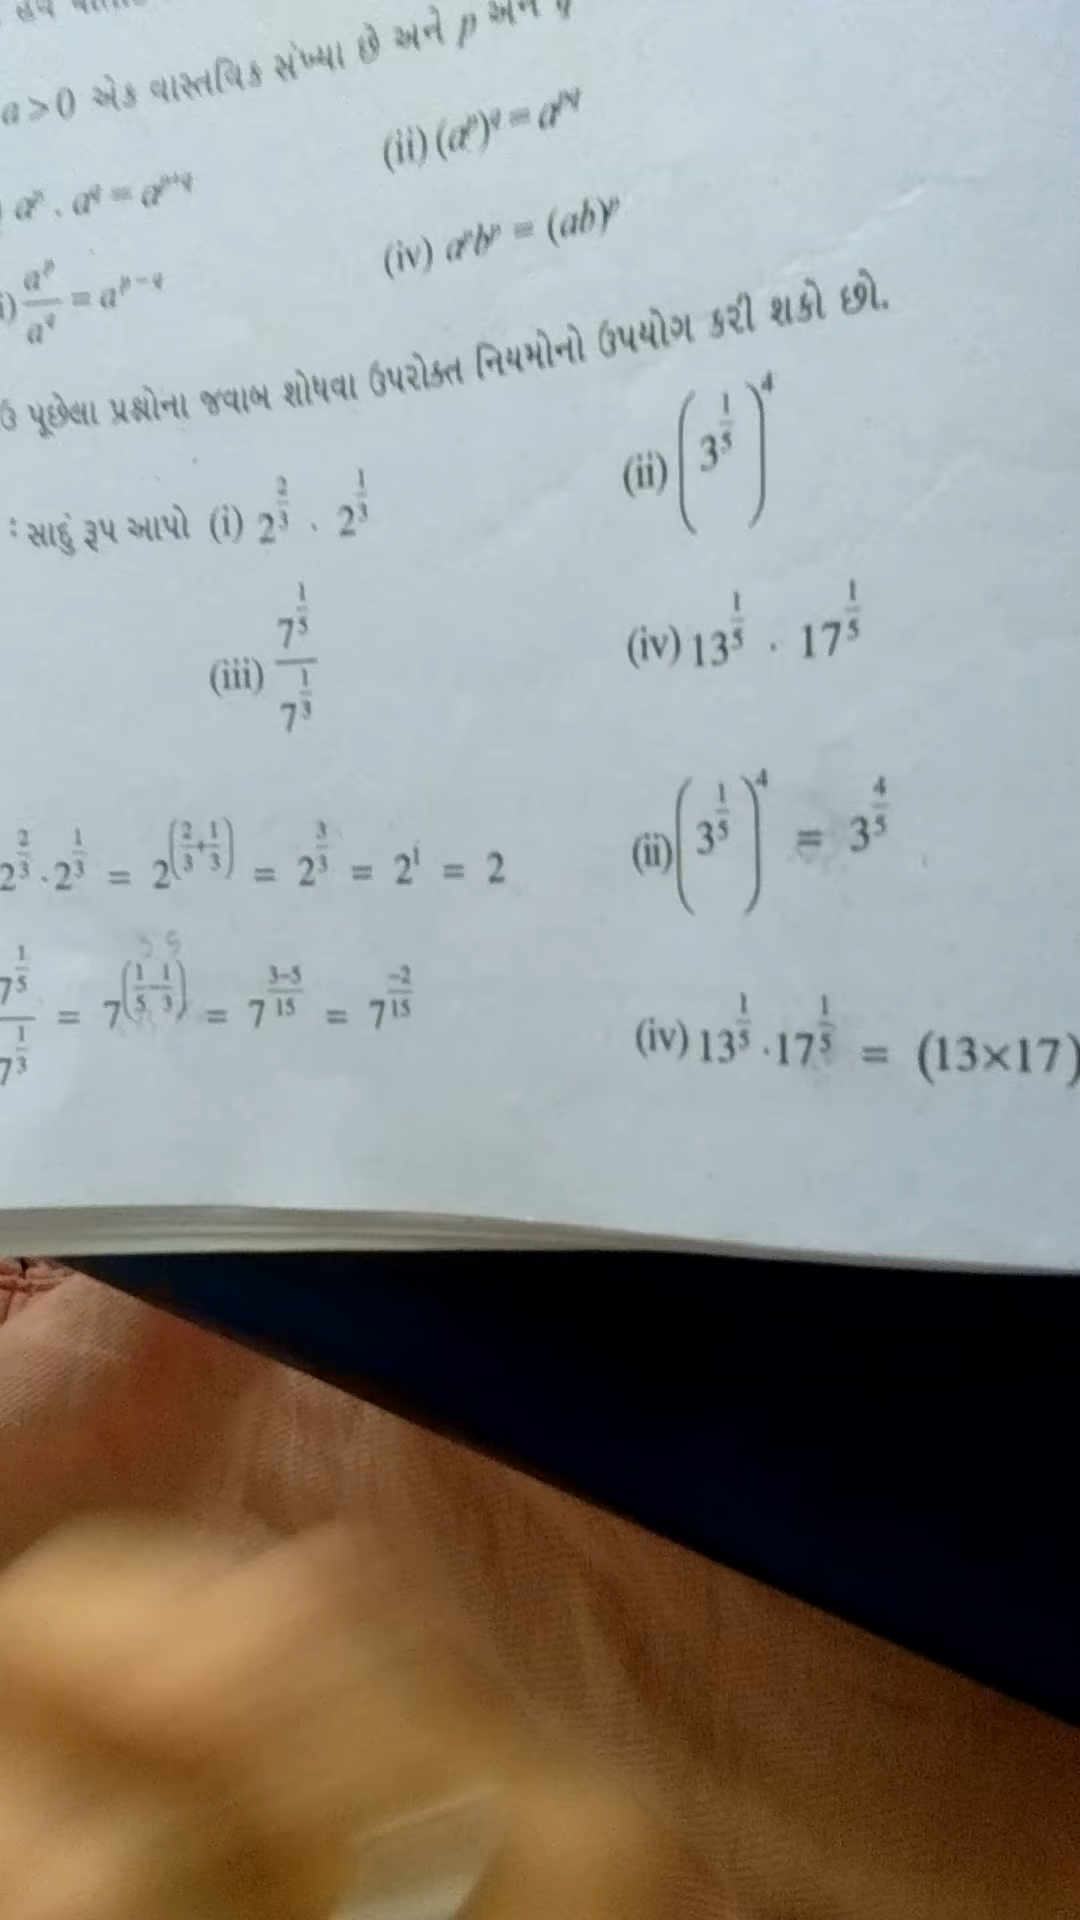 a > 0 એક વાસ્તવિક સંખ્યા છે અને p અને q
a^p . a^q = a^(p+q) (ii) (a^p)^q = a^(pq)
i) a^p/a^q = a^(p-q) (iv) a^p b^p = (ab)^p
પૂછેલા પ્રશ્નોના જવાબ શોધવા ઉપરોક્ત નિયમોનો ઉપયોગ કરી શકો છો.
: સાદું રૂપ આપો (i) 2^(2/3) . 2^(1/3) (ii) (3^(1/5))^4
(iii) 7^(1/5)/7^(1/3) (iv) 13^(1/5) . 17^(1/5)
2^(2/3) . 2^(1/3) = 2^(2/3+1/3) = 2^(3/3) = 2^1 = 2 (ii) (3^(1/5))^4 = 3^(4/5)
7^(1/5)/7^(1/3) = 7^(1/5-1/3) = 7^((3-5)/15) = 7^(-2/15) (iv) 13^(1/5) . 17^(1/5) = (13×17)